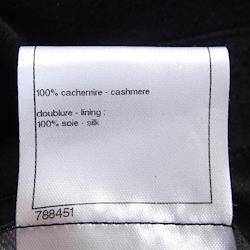 100% cachemire - cashmere
doublure - lining :
100% soie - silk
788451